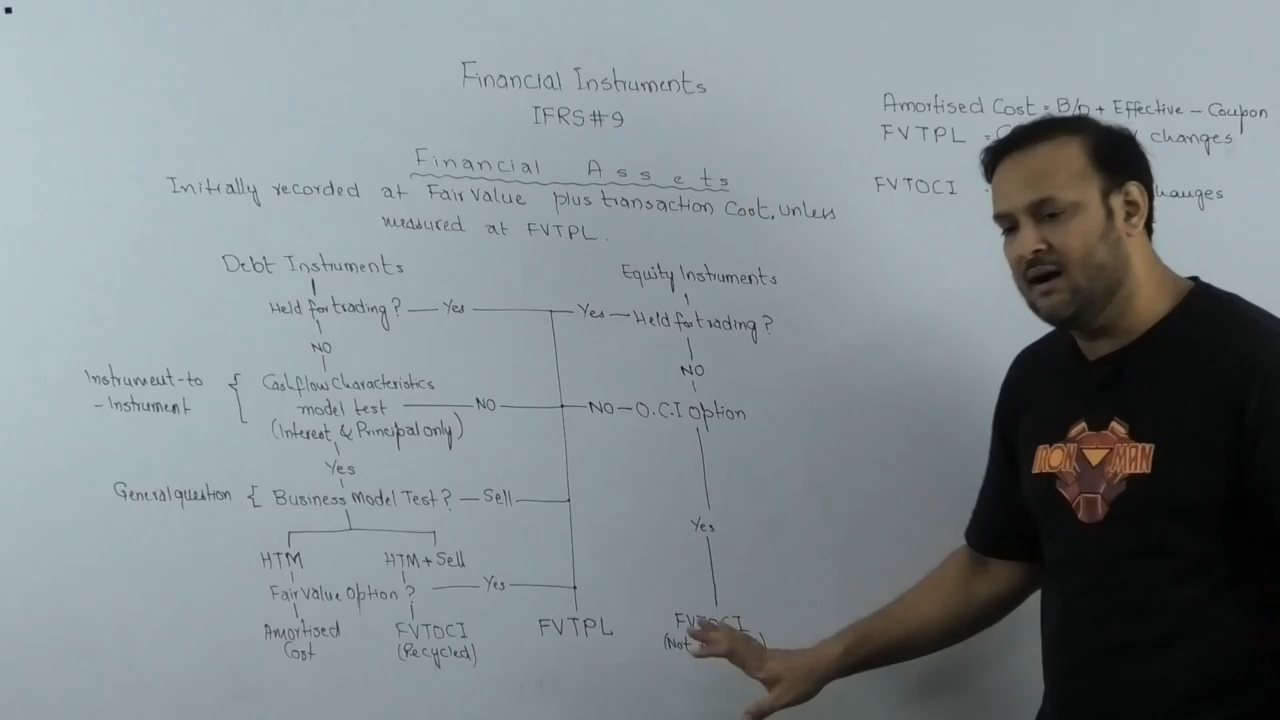 Financial Instruments
IFRS#9
Financial Assets
Initially recorded at Fair Value plus transaction Cost, unless
measured at FVTPL.
Amortised Cost = B/D + Effective – Coupon
FVTPL = changes
FVTOCI
Debt Instruments
Held for trading? — Yes
NO
Instrument-to
-Instrument
{ Cashflow Characteristics
model test — NO
(Interest & Principal only)
Yes
General question { Business Model Test? — Sell
HTM HTM + Sell
Fair Value Option? — Yes
Amortised
Cost
FVTOCI
(Recycled)
FVTPL
Equity Instruments
Yes — Held for trading?
NO
NO – O.C.I Option
Yes
FVTOCI
(Not
IRON MAN